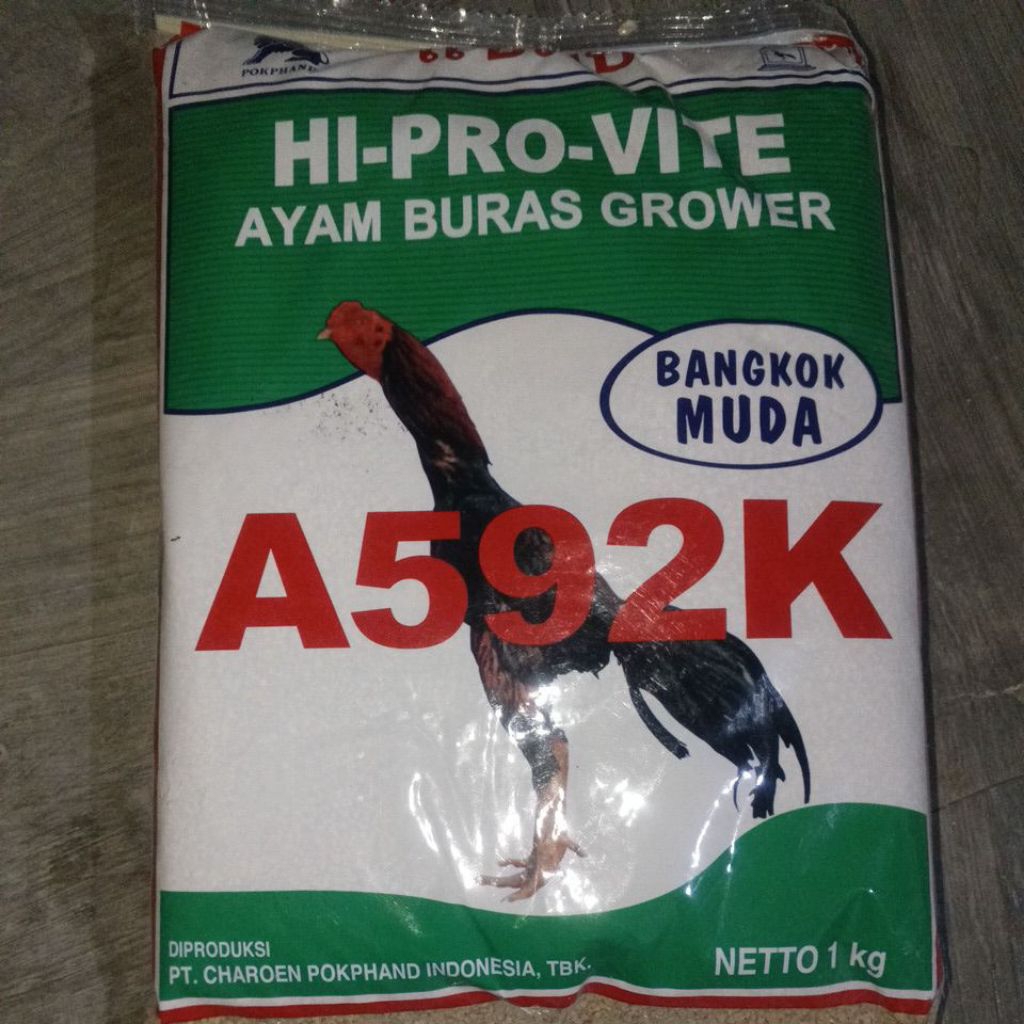 POKPHAND
HI-PRO-VITE
AYAM BURAS GROWER
BANGKOK
MUDA
A592K
DIPRODUKSI
PT. CHAROEN POKPHAND INDONESIA, TBK.
NETTO 1 kg